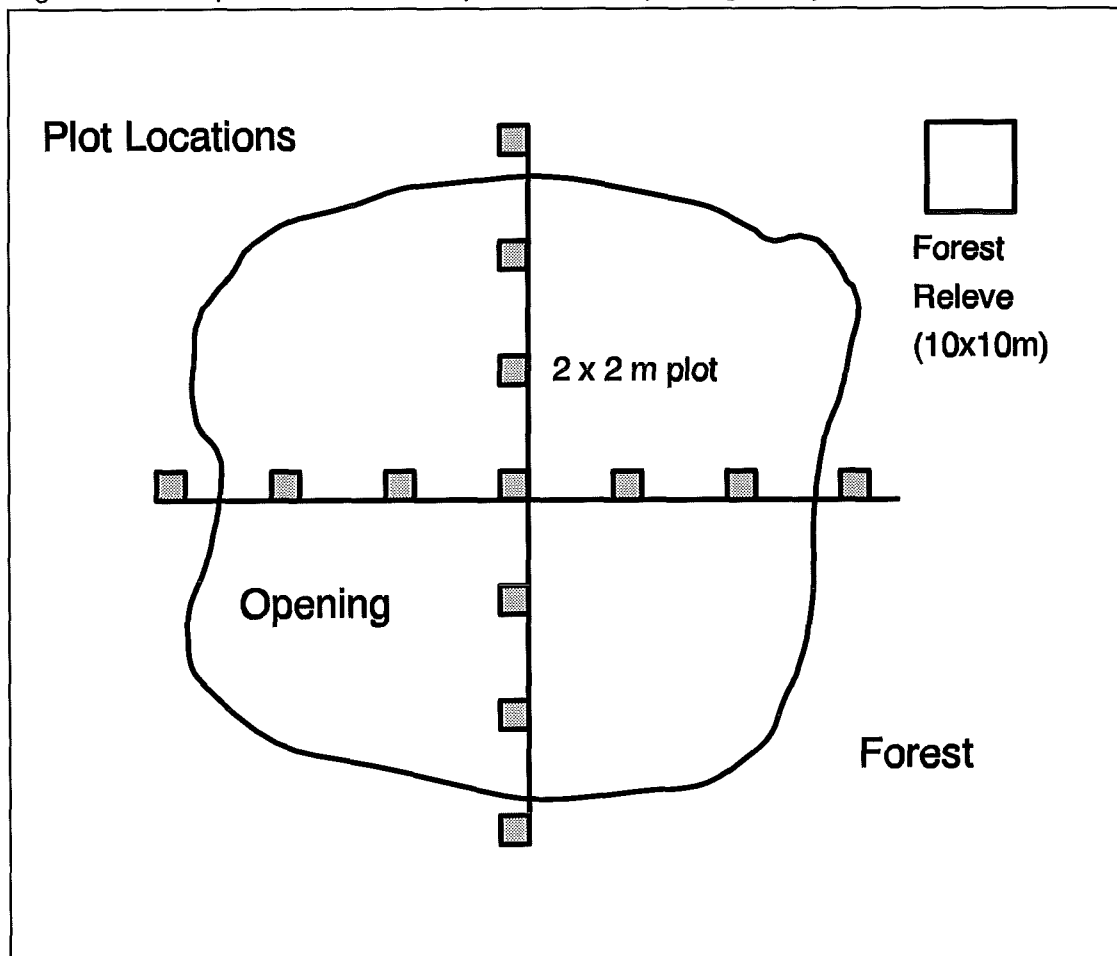 Plot Locations
Forest
Releve
(10x10m)
2 x 2 m plot
Opening
Forest